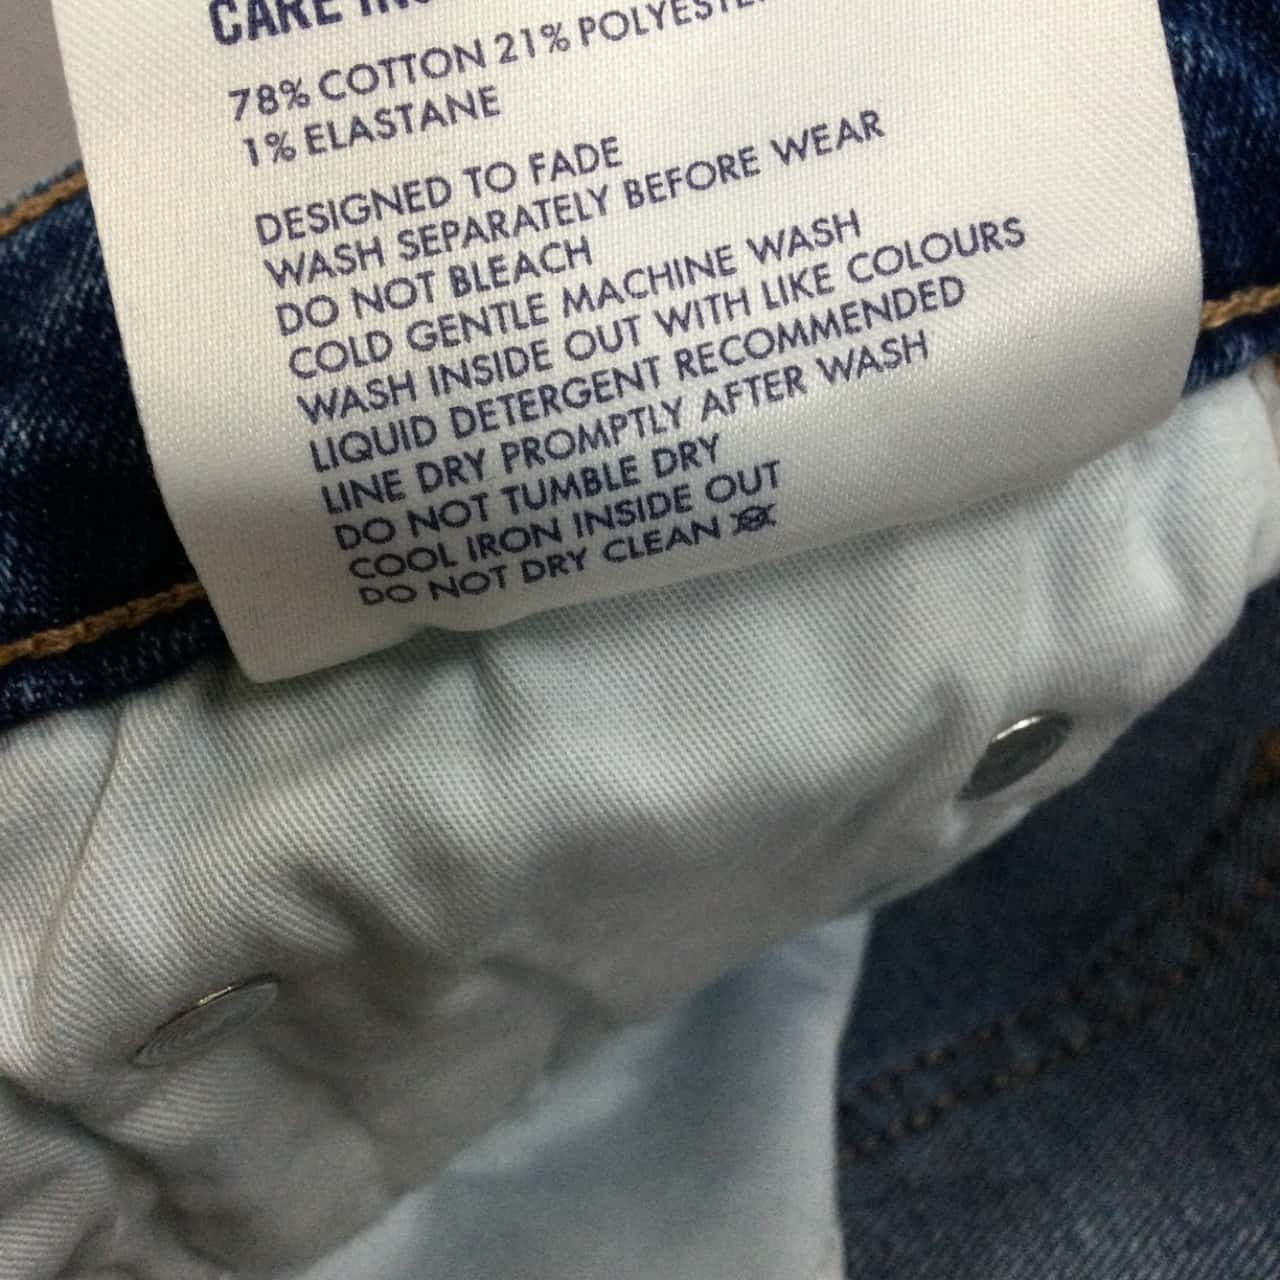 CARE
78% COTTON 21% POLYESTER
1% ELASTANE
DESIGNED TO FADE
WASH SEPARATELY BEFORE WEAR
DO NOT BLEACH
COLD GENTLE MACHINE WASH
WASH INSIDE OUT WITH LIKE COLOURS
LIQUID DETERGENT RECOMMENDED
LINE DRY PROMPTLY AFTER WASH
DO NOT TUMBLE DRY
COOL IRON INSIDE OUT
DO NOT DRY CLEAN